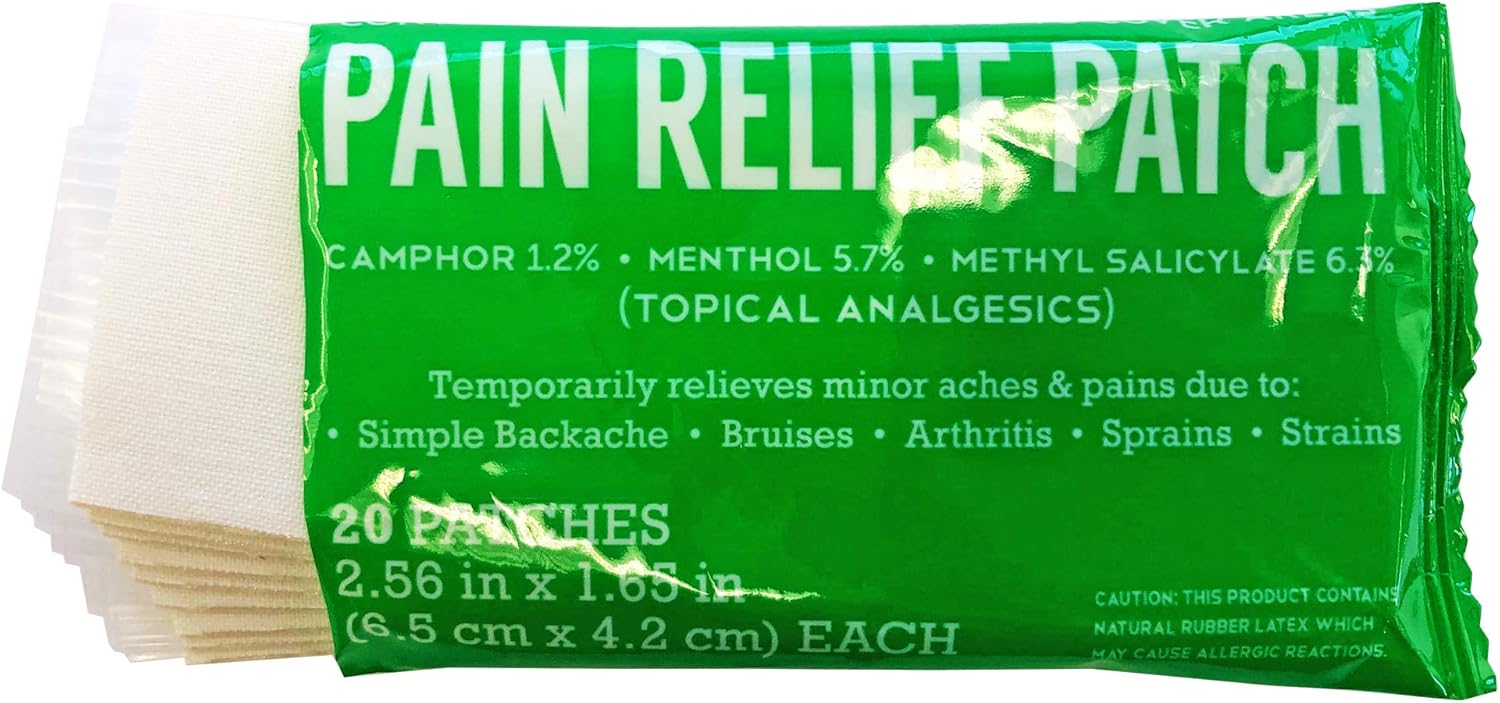 PAIN RELIEF PATCH
CAMPHOR 1.2% • MENTHOL 5.7% • METHYL SALICYLATE 6.3%
(TOPICAL ANALGESICS)
Temporarily relieves minor aches & pains due to:
• Simple Backache • Bruises • Arthritis • Sprains • Strains
20 PATCHES
2.56 in x 1.65 in
(6.5 cm x 4.2 cm) EACH
CAUTION: THIS PRODUCT CONTAINS
NATURAL RUBBER LATEX WHICH
MAY CAUSE ALLERGIC REACTIONS.